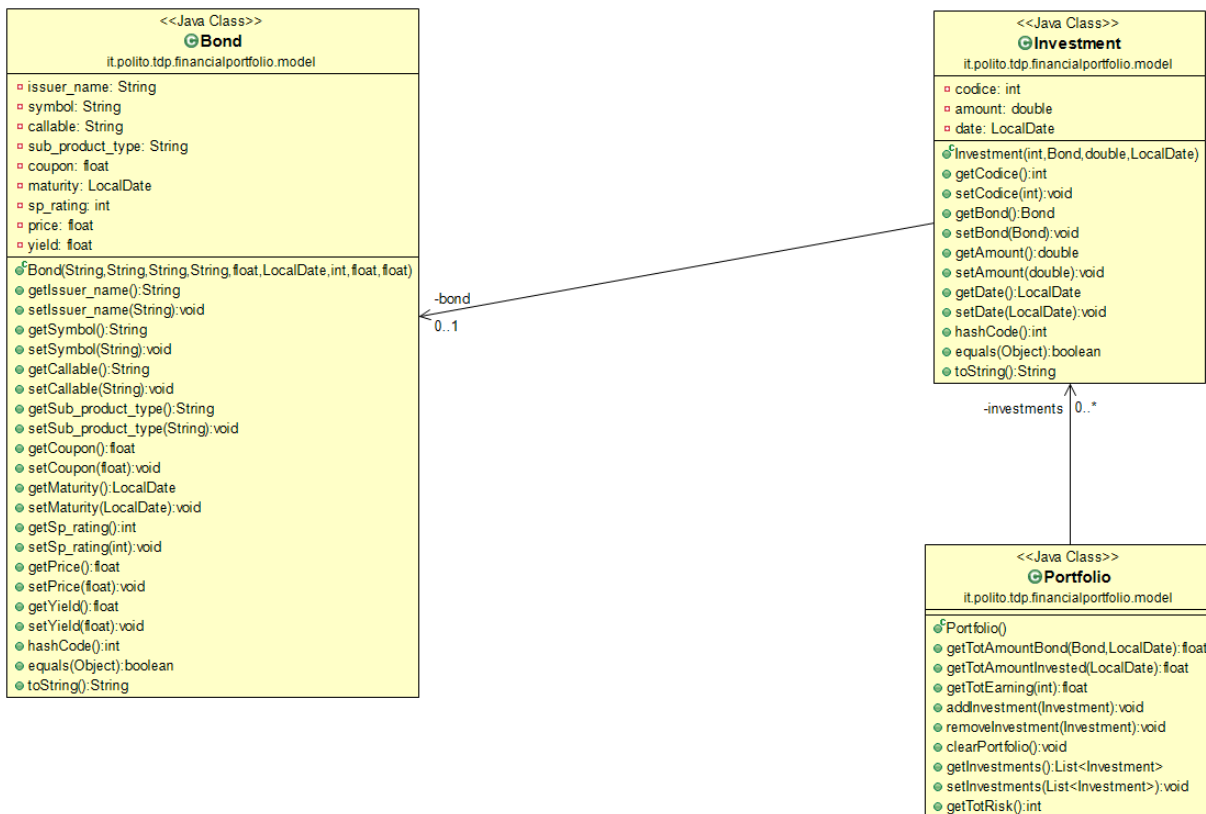 <<Java Class>>
Bond
it.polito.tdp.financialportfolio.model
issuer_name: String
symbol: String
callable: String
sub_product_type: String
coupon: float
maturity: LocalDate
sp_rating: int
price: float
yield: float
Bond(String,String,String,String,float,LocalDate,int,float,float)
getIssuer_name():String
setIssuer_name(String):void
getSymbol():String
setSymbol(String):void
getCallable():String
setCallable(String):void
getSub_product_type():String
setSub_product_type(String):void
getCoupon():float
setCoupon(float):void
getMaturity():LocalDate
setMaturity(LocalDate):void
getSp_rating():int
setSp_rating(int):void
getPrice():float
setPrice(float):void
getYield():float
setYield(float):void
hashCode():int
equals(Object):boolean
toString():String
-bond
0..1
<<Java Class>>
Investment
it.polito.tdp.financialportfolio.model
codice: int
amount: double
date: LocalDate
Investment(int,Bond,double,LocalDate)
getCodice():int
setCodice(int):void
getBond():Bond
setBond(Bond):void
getAmount():double
setAmount(double):void
getDate():LocalDate
setDate(LocalDate):void
hashCode():int
equals(Object):boolean
toString():String
-investments 0..*
<<Java Class>>
Portfolio
it.polito.tdp.financialportfolio.model
Portfolio()
getTotAmountBond(Bond,LocalDate):float
getTotAmountInvested(LocalDate):float
getTotEarning(int):float
addInvestment(Investment):void
removeInvestment(Investment):void
clearPortfolio():void
getInvestments():List<Investment>
setInvestments(List<Investment>):void
getTotRisk():int